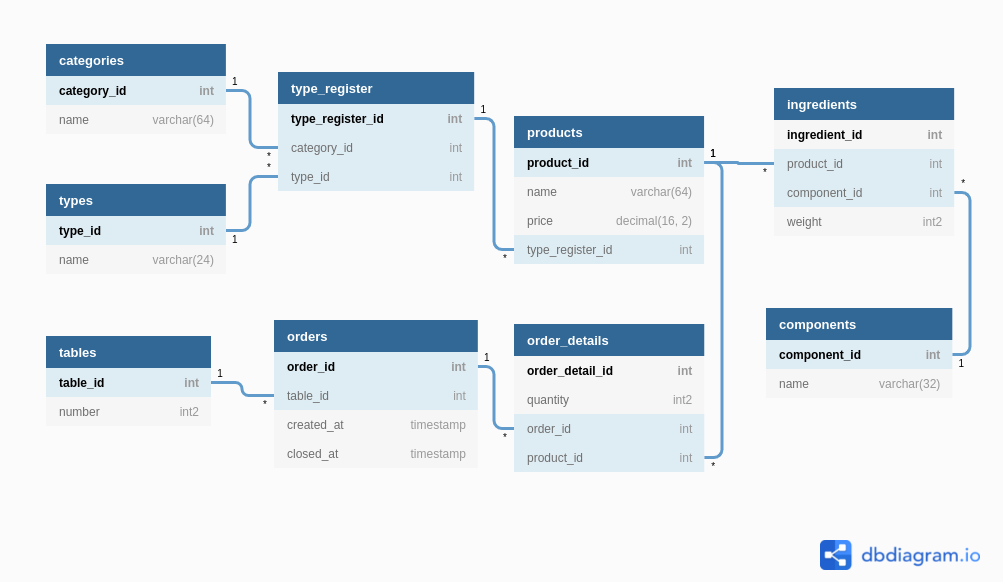 categories
category_id int
name varchar(64)
types
type_id int
name varchar(24)
tables
table_id int
number int2
type_register
type_register_id int
category_id int
type_id int
orders
order_id int
table_id int
created_at timestamp
closed_at timestamp
products
product_id int
name varchar(64)
price decimal(16, 2)
type_register_id int
order_details
order_detail_id int
quantity int2
order_id int
product_id int
ingredients
ingredient_id int
product_id int
component_id int
weight int2
components
component_id int
name varchar(32)
1
*
*
1
1
*
1
*
1
*
1
*
*
*
1
dbdiagram.io